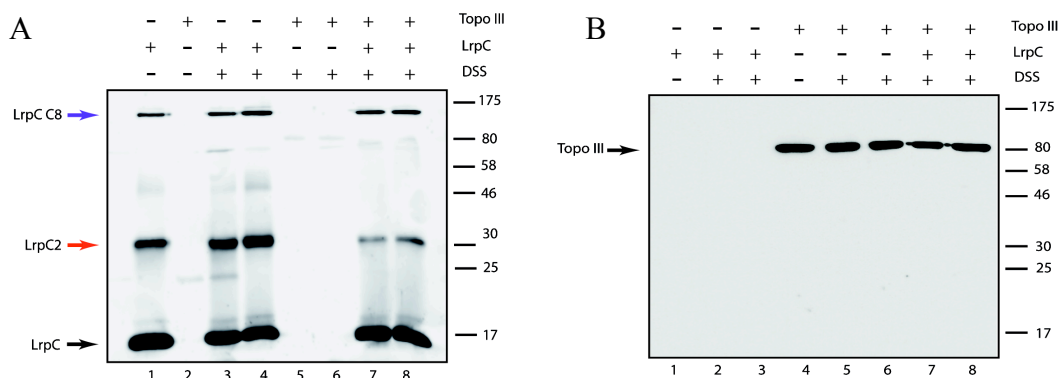 A
− + − − + + + + Topo III
+ − + + − − + + LrpC
− − + + + + + + DSS
LrpC C8
LrpC2
LrpC
175
80
58
46
30
25
17
1 2 3 4 5 6 7 8
B
− − − + + + + + Topo III
+ + + − − − + + LrpC
− + + − + + + + DSS
Topo III
175
80
58
46
30
25
17
1 2 3 4 5 6 7 8